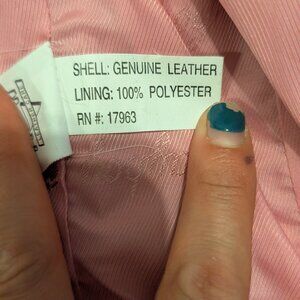 SHELL: GENUINE LEATHER
LINING: 100% POLYESTER
RN #: 17963